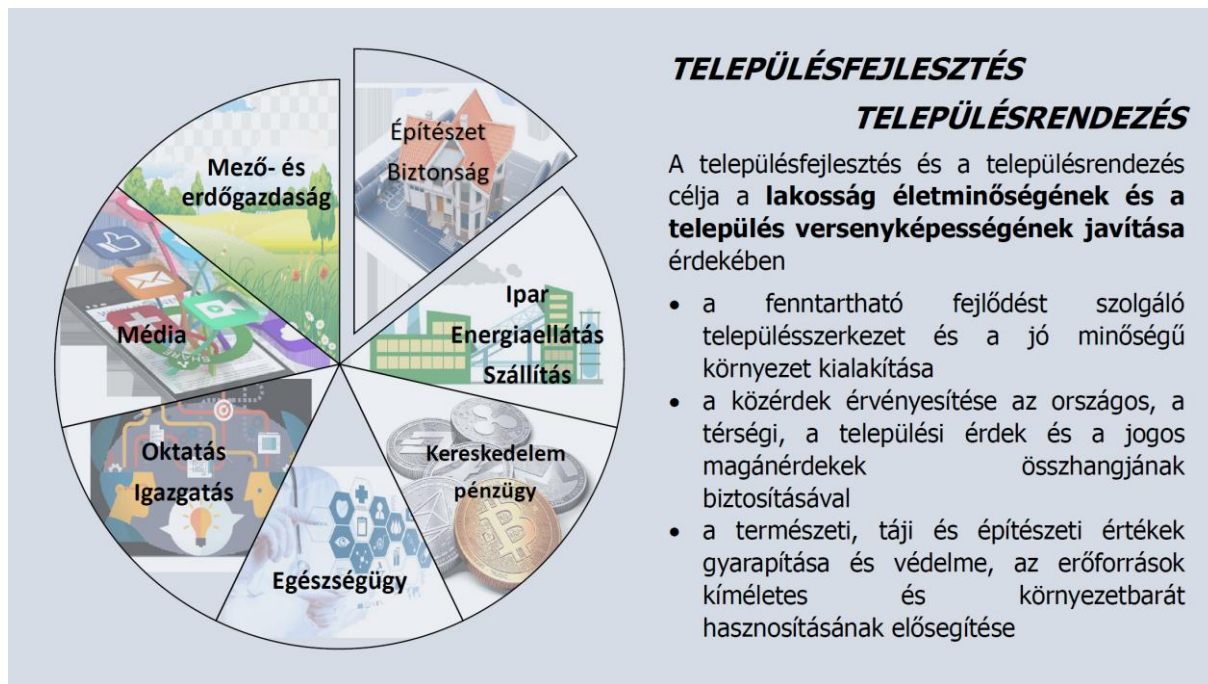 TELEPÜLÉSFEJLESZTÉS
TELEPÜLÉSRENDEZÉS
A településfejlesztés és a településrendezés
célja a lakosság életminőségének és a
település versenyképességének javítása
érdekében
• a fenntartható fejlődést szolgáló
településszerkezet és a jó minőségű
környezet kialakítása
• a közérdek érvényesítése az országos, a
térségi, a települési érdek és a jogos
magánérdekek összhangjának
biztosításával
• a természeti, táji és építészeti értékek
gyarapítása és védelme, az erőforrások
kíméletes és környezetbarát
hasznosításának elősegítése
Építészet
Biztonság
Ipar
Energiaellátás
Szállítás
Kereskedelem
pénzügy
Egészségügy
Oktatás
Igazgatás
Média
SHARE
Mező- és
erdőgazdaság